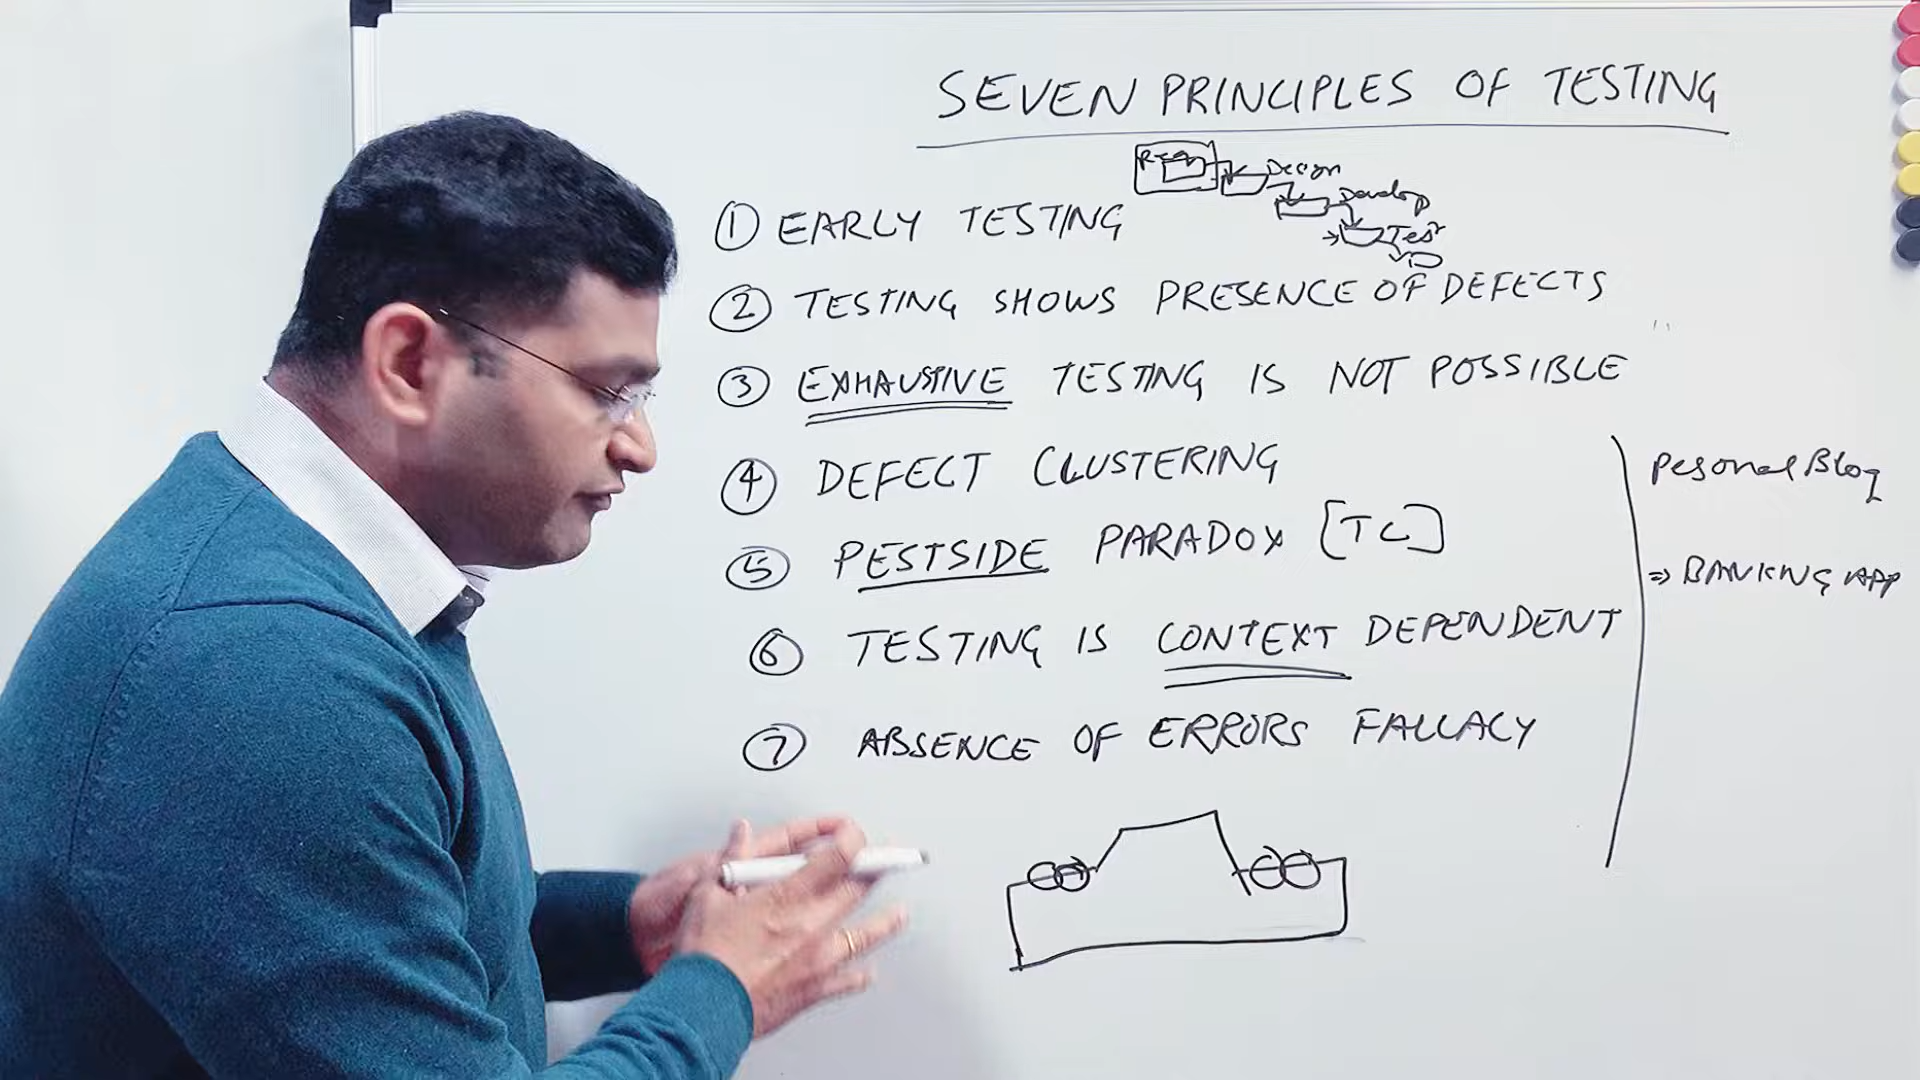 SEVEN PRINCIPLES OF TESTING
Req
Design
Develop
① EARLY TESTING
Test
② TESTING SHOWS PRESENCE OF DEFECTS
③ EXHAUSTIVE TESTING IS NOT POSSIBLE
④ DEFECT CLUSTERING
Pesonal Blog
⑤ PESTSIDE PARADOX [TC]
⇒ BANKING APP
⑥ TESTING IS CONTEXT DEPENDENT
⑦ ABSENCE OF ERRORS FALLACY